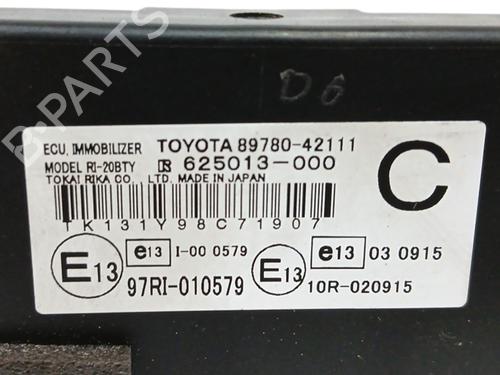 D6
ECU, IMMOBILIZER TOYOTA 89780-42111
MODEL RI-20BTY R 625013-000
TOKAI RIKA CO., LTD. MADE IN JAPAN
C
TK131Y98C71907
E13 e13 I-00 0579 E13 e13 03 0915
97RI-010579 10R-020915
B-PARTS